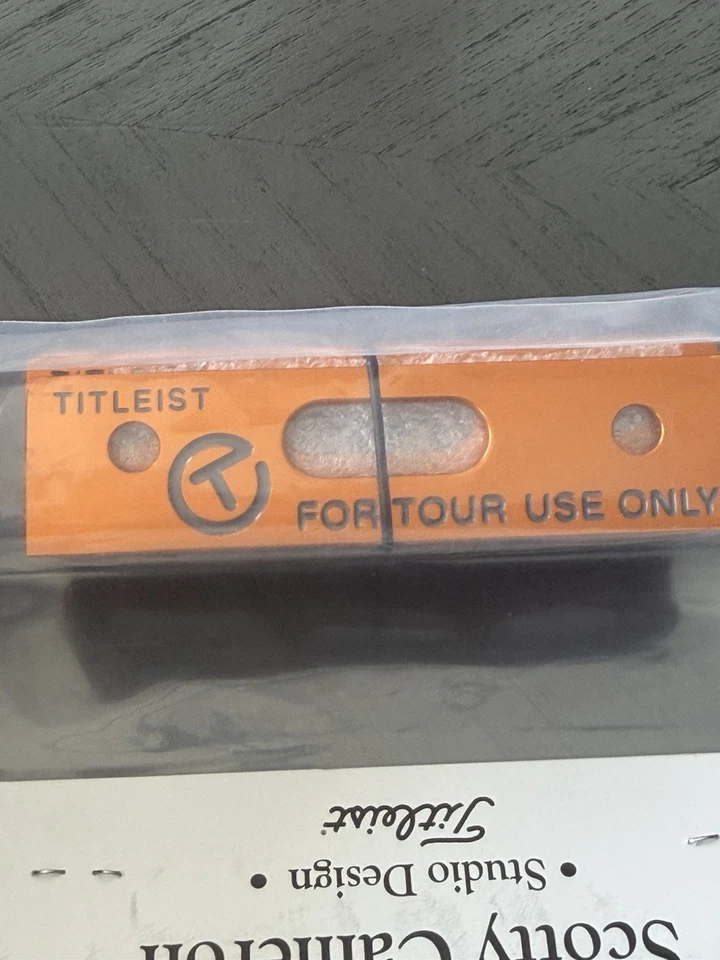 TITLEIST
FOR TOUR USE ONLY
Scotty Cameron
• Studio Design •
Titleist